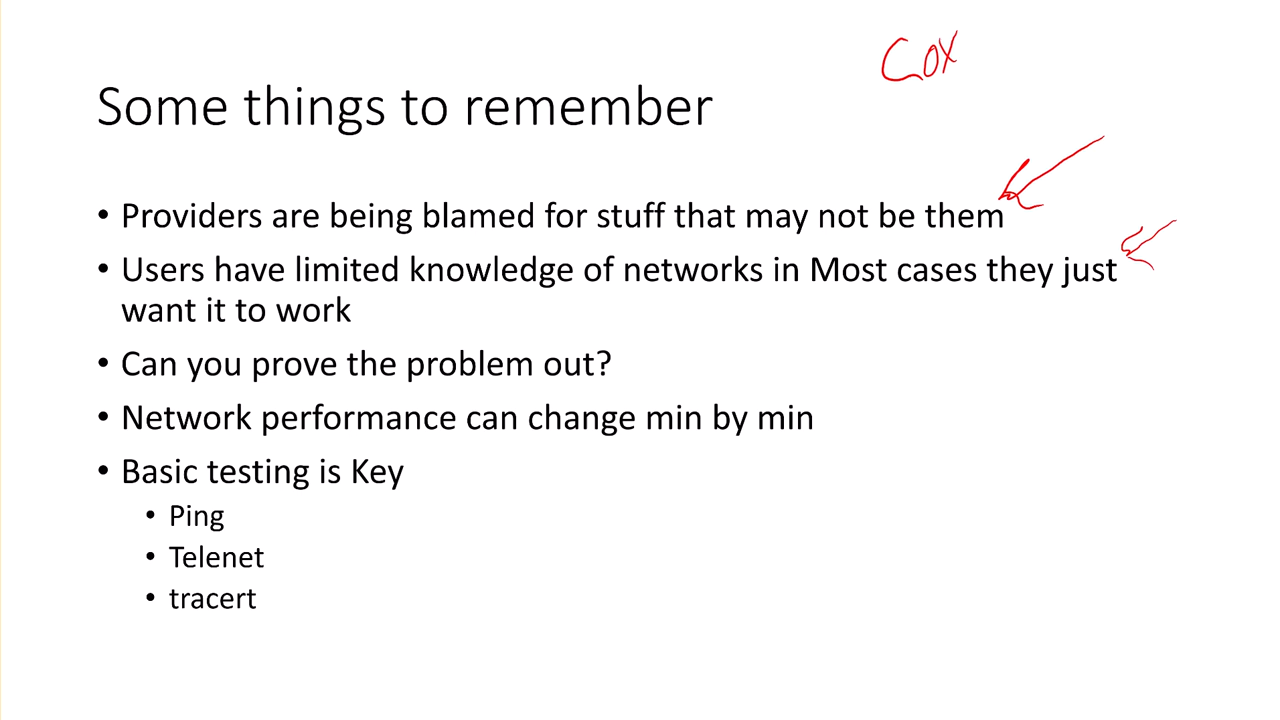 Cox
Some things to remember
• Providers are being blamed for stuff that may not be them
• Users have limited knowledge of networks in Most cases they just
want it to work
• Can you prove the problem out?
• Network performance can change min by min
• Basic testing is Key
• Ping
• Telenet
• tracert